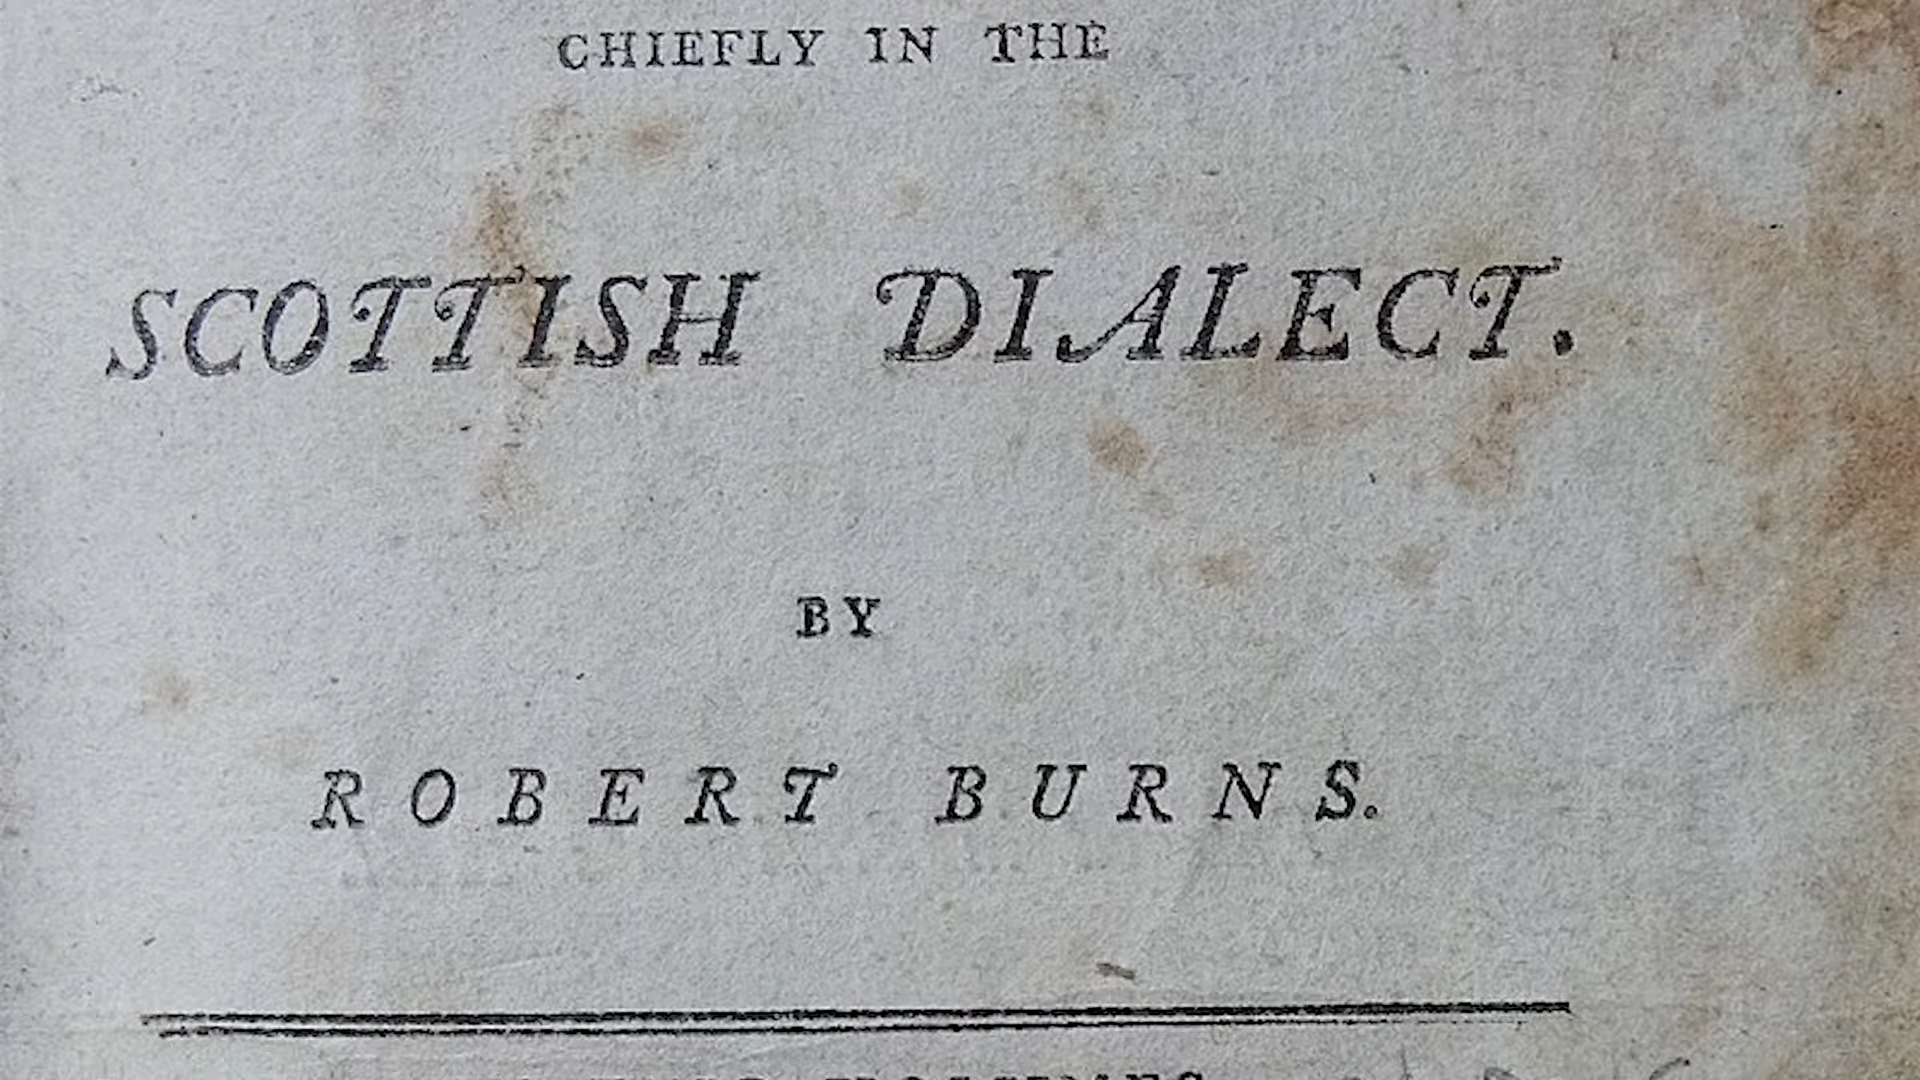 CHIEFLY IN THE
SCOTTISH DIALECT.
BY
ROBERT BURNS.